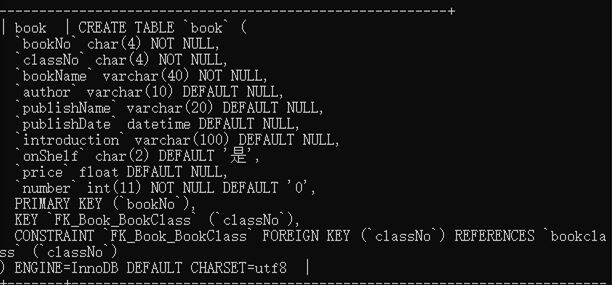 | book  | CREATE TABLE `book` (
  `bookNo` char(4) NOT NULL,
  `classNo` char(4) NOT NULL,
  `bookName` varchar(40) NOT NULL,
  `author` varchar(10) DEFAULT NULL,
  `publishName` varchar(20) DEFAULT NULL,
  `publishDate` datetime DEFAULT NULL,
  `introduction` varchar(100) DEFAULT NULL,
  `onShelf` char(2) DEFAULT '是',
  `price` float DEFAULT NULL,
  `number` int(11) NOT NULL DEFAULT '0',
  PRIMARY KEY (`bookNo`),
  KEY `FK_Book_BookClass` (`classNo`),
  CONSTRAINT `FK_Book_BookClass` FOREIGN KEY (`classNo`) REFERENCES `bookcla
ss` (`classNo`)
) ENGINE=InnoDB DEFAULT CHARSET=utf8  |